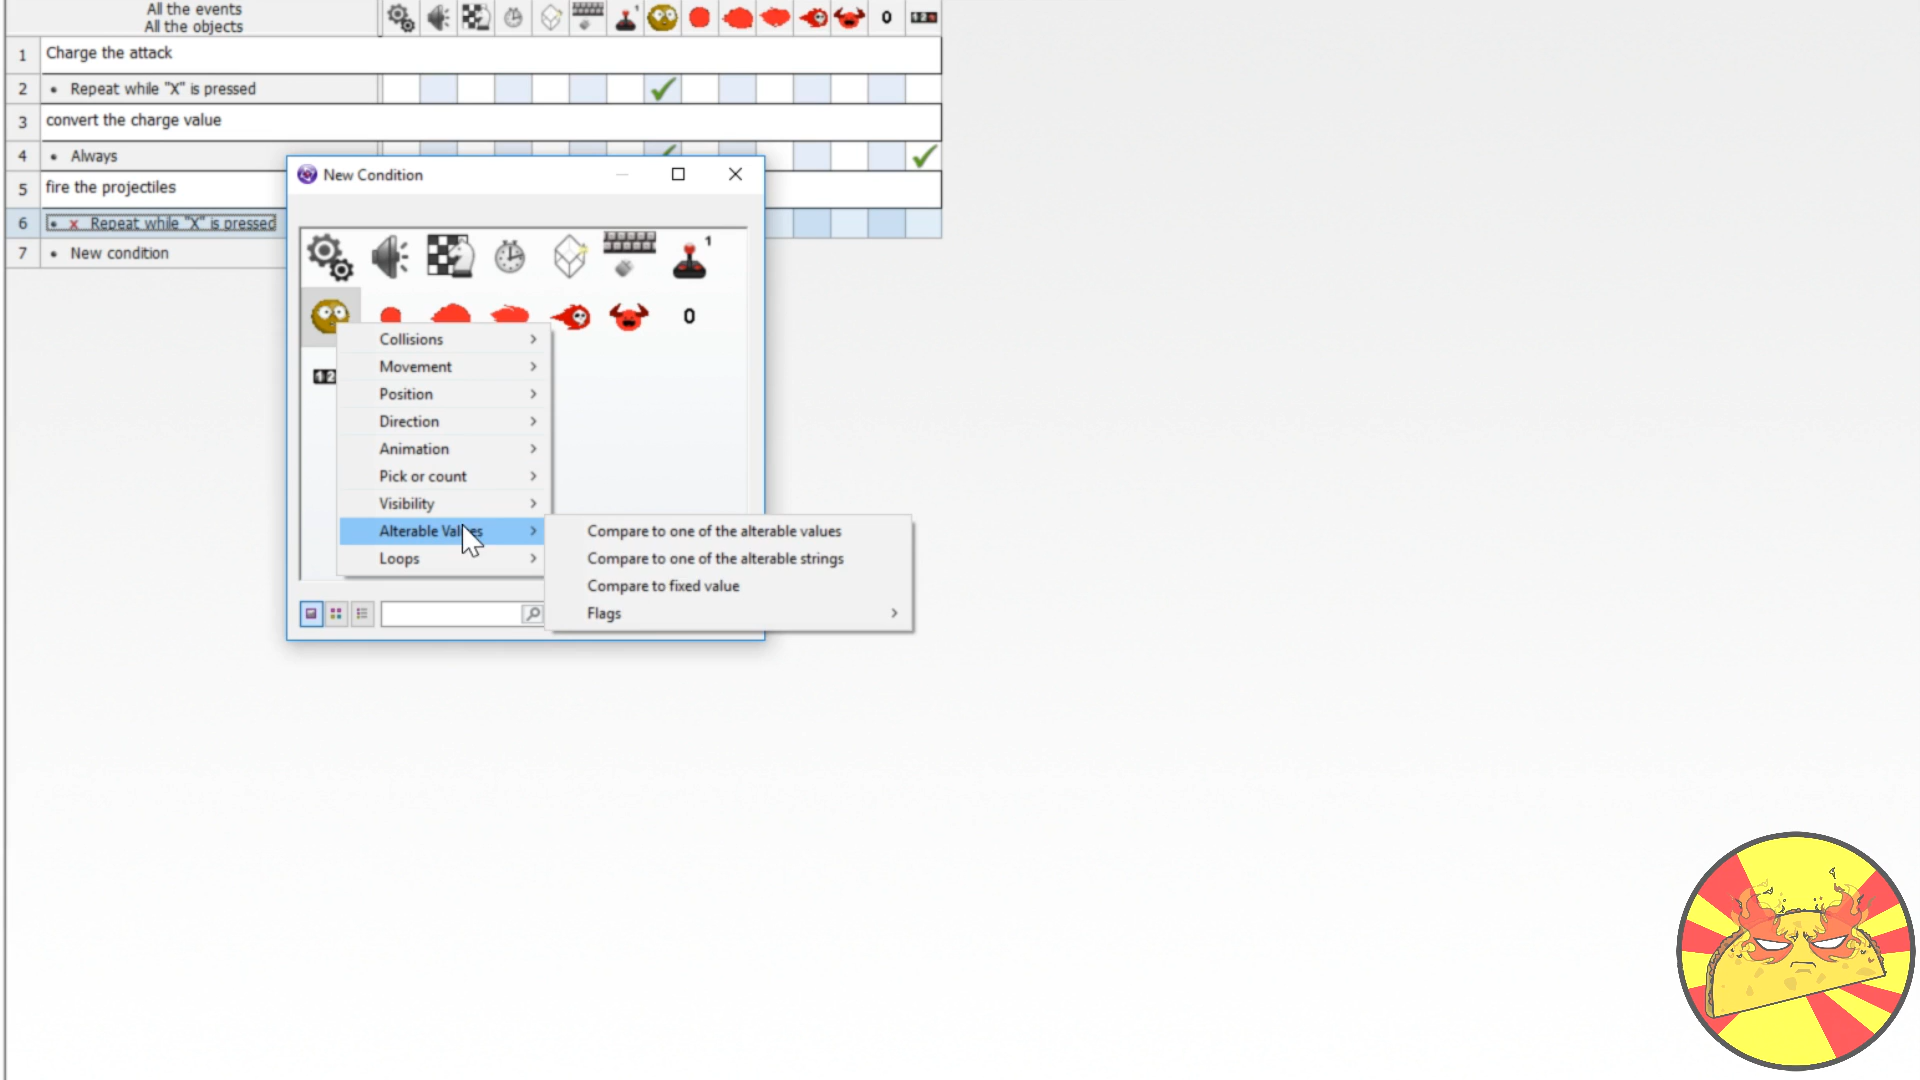 All the events
All the objects
1
0
1 Charge the attack
2 • Repeat while "X" is pressed
3 convert the charge value
4 • Always
New Condition
5 fire the projectiles
6 • x Repeat while "X" is pressed
7 • New condition
1
0
12
Collisions
Movement
Position
Direction
Animation
Pick or count
Visibility
Alterable Values
Loops
Compare to one of the alterable values
Compare to one of the alterable strings
Compare to fixed value
Flags